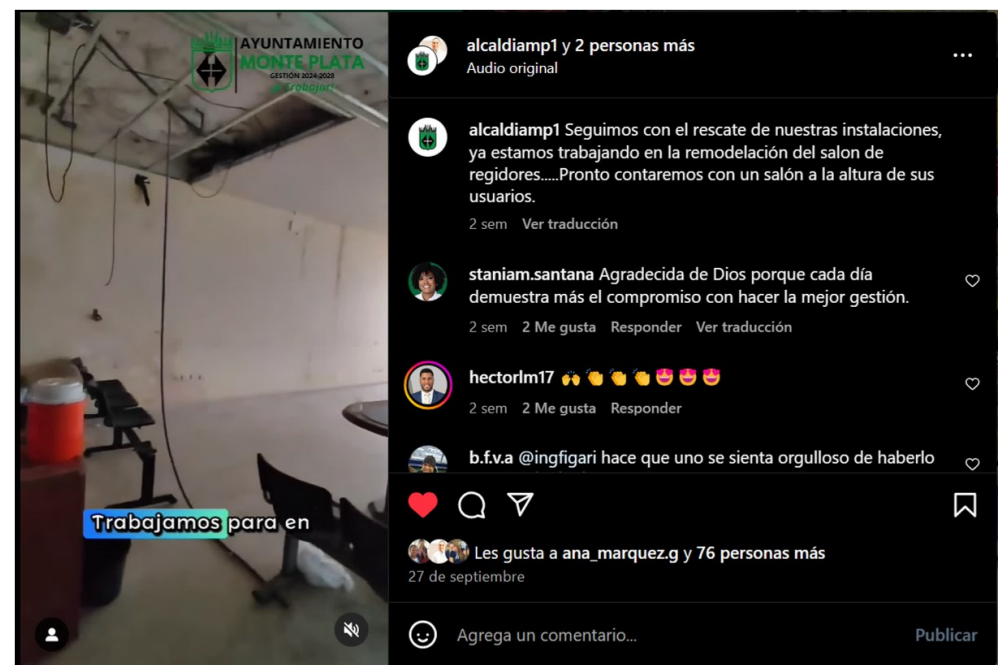 AYUNTAMIENTO
MONTE PLATA
GESTIÓN 2024-2028
Trabajamos para en
alcaldiamp1 y 2 personas más
Audio original
alcaldiamp1 Seguimos con el rescate de nuestras instalaciones,
ya estamos trabajando en la remodelación del salon de
regidores.....Pronto contaremos con un salón a la altura de sus
usuarios.
2 sem Ver traducción
staniam.santana Agradecida de Dios porque cada día
demuestra más el compromiso con hacer la mejor gestión.
2 sem 2 Me gusta Responder Ver traducción
hectorlm17 🙌👏👏👏🤩🤩🤩
2 sem 2 Me gusta Responder
b.f.v.a @ingfigari hace que uno se sienta orgulloso de haberlo
Les gusta a ana_marquez.g y 76 personas más
27 de septiembre
Agrega un comentario...
Publicar